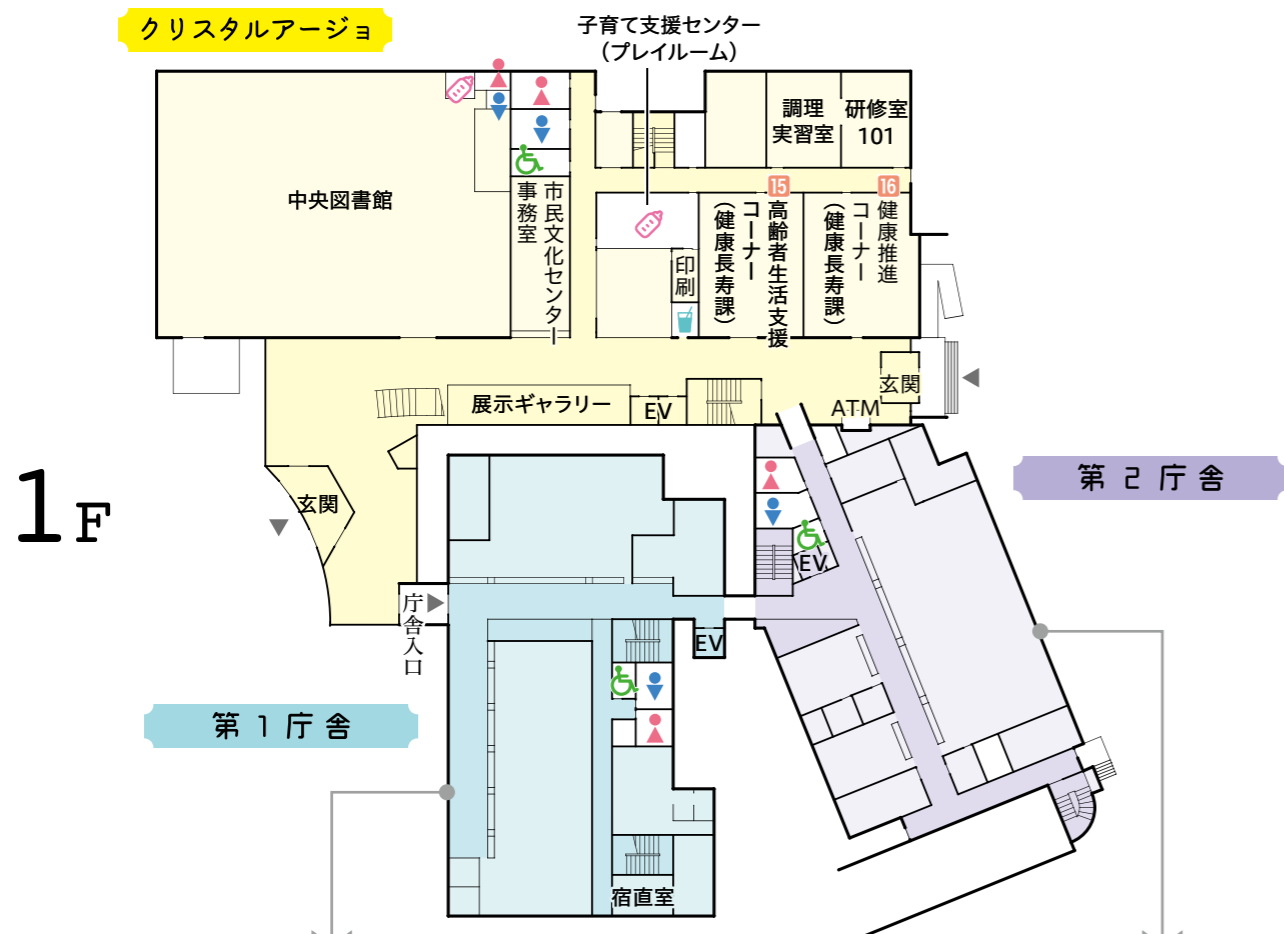 クリスタルアージョ
子育て支援センター
（プレイルーム）
調理
実習室
研修室
101
中央図書館
市民文化センター
事務室
印刷
15
高齢者生活支援
コーナー
（健康長寿課）
16
健康推進
コーナー
（健康長寿課）
玄関
展示ギャラリー
EV
ATM
1F
玄関
第2庁舎
EV
庁舎入口
EV
第1庁舎
宿直室